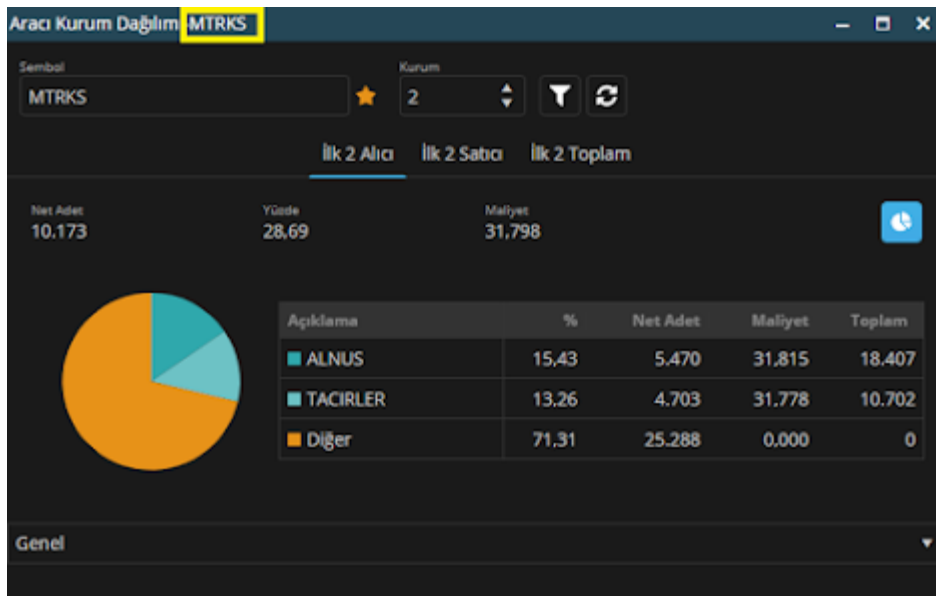 Aracı Kurum Dağılımı MTRKS
Sembol Kurum
MTRKS 2
İlk 2 Alıcı İlk 2 Satıcı İlk 2 Toplam
Net Adet Yüzde Maliyet
10.173 28,69 31,798
Açıklama % Net Adet Maliyet Toplam
ALNUS 15,43 5.470 31,815 18.407
TACIRLER 13,26 4.703 31,778 10.702
Diğer 71,31 25.288 0,000 0
Genel